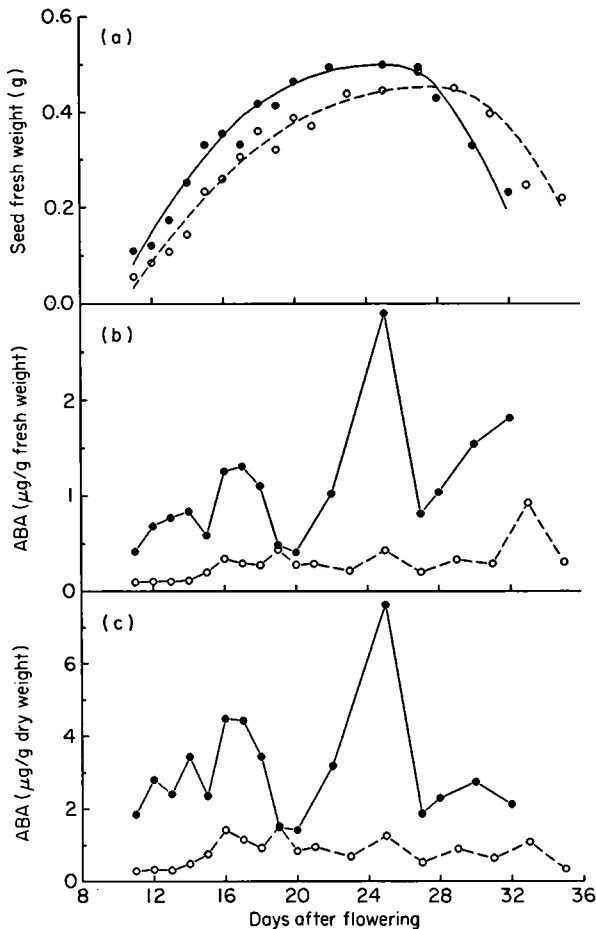 (a)
Seed fresh weight (g)
0.6
0.4
0.2
0.0
(b)
ABA (μg/g fresh weight)
2
1
0
(c)
ABA (μg/g dry weight)
6
4
2
0
8 12 16 20 24 28 32 36
Days after flowering